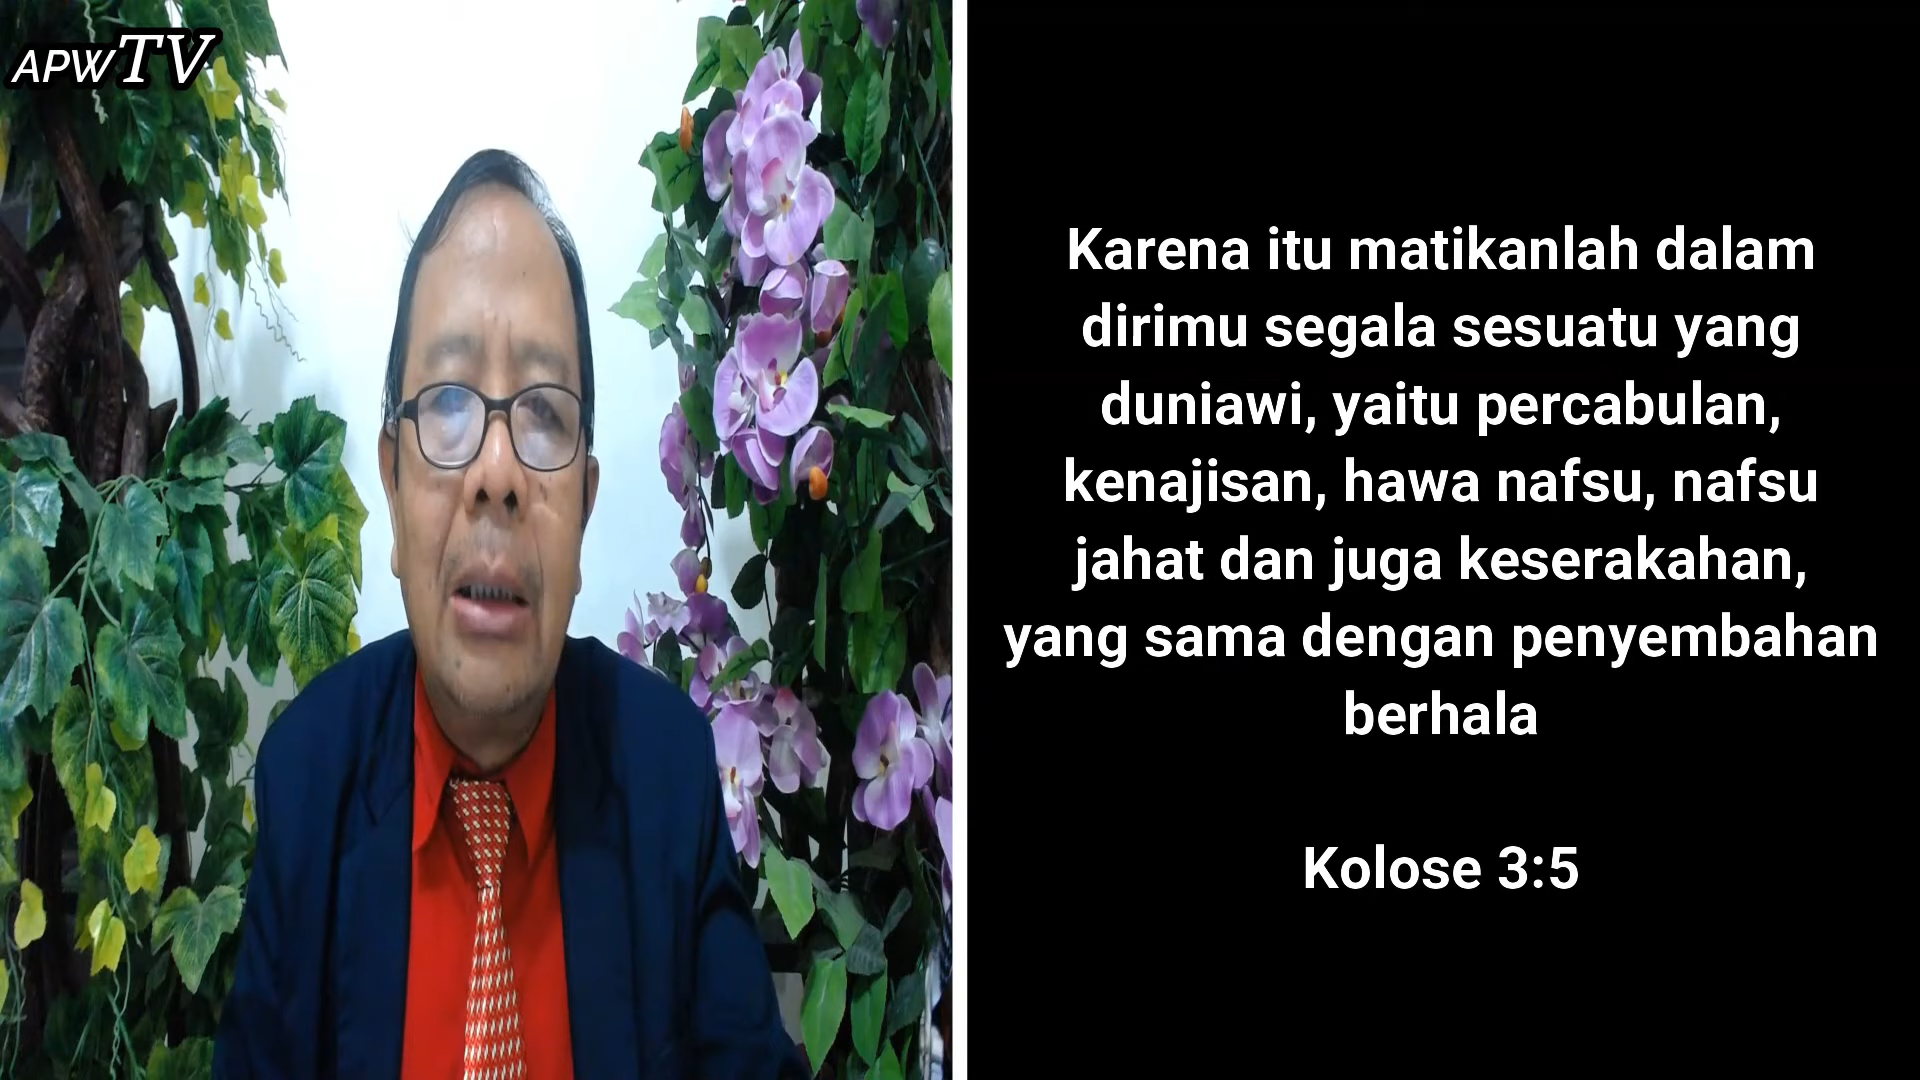 APWTV
Karena itu matikanlah dalam
dirimu segala sesuatu yang
duniawi, yaitu percabulan,
kenajisan, hawa nafsu, nafsu
jahat dan juga keserakahan,
yang sama dengan penyembahan
berhala
Kolose 3:5